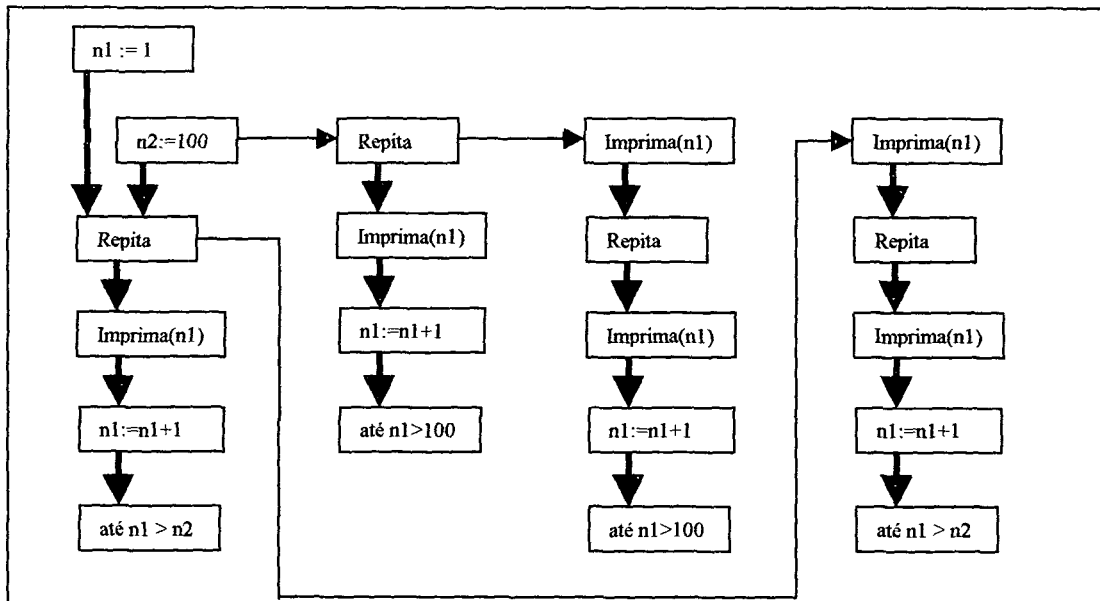 n1 := 1
n2:=100
Repita
Imprima(n1)
Imprima(n1)
Repita
Imprima(n1)
Repita
Repita
Imprima(n1)
n1:=n1+1
Imprima(n1)
Imprima(n1)
n1:=n1+1
até n1>100
n1:=n1+1
n1:=n1+1
até n1 > n2
até n1>100
até n1 > n2